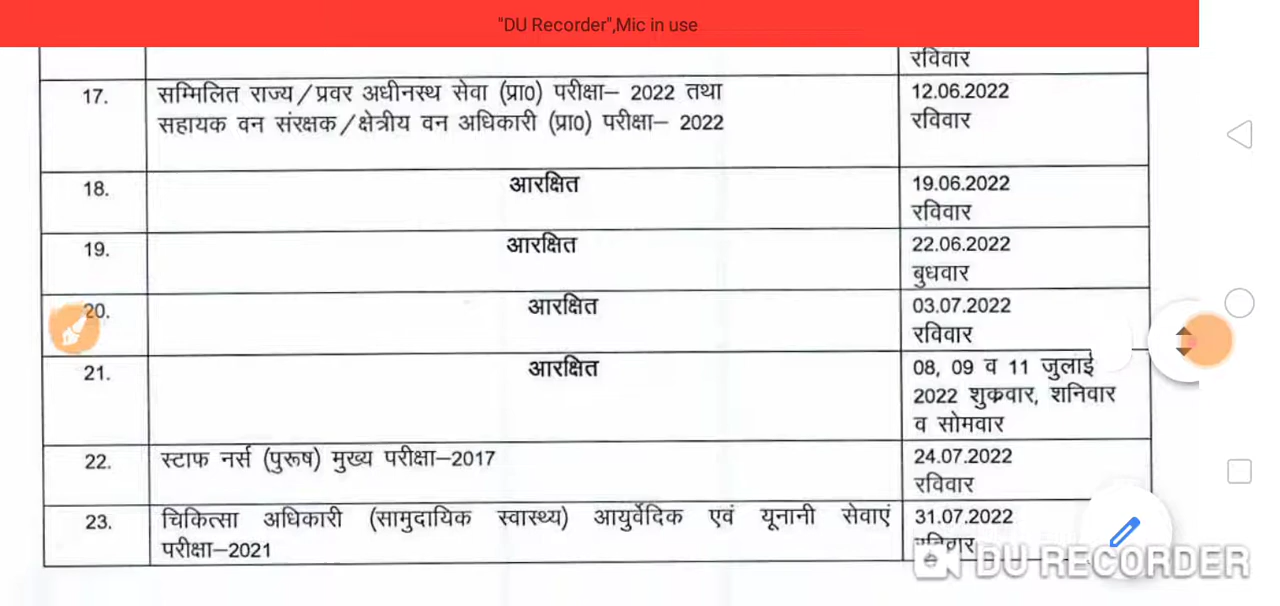 "DU Recorder",Mic in use
रविवार
17. सम्मिलित राज्य/प्रवर अधीनस्थ सेवा (प्रा0) परीक्षा– 2022 तथा 12.06.2022
सहायक वन संरक्षक/क्षेत्रीय वन अधिकारी (प्रा0) परीक्षा– 2022 रविवार
18. आरक्षित 19.06.2022
रविवार
19. आरक्षित 22.06.2022
बुधवार
20. आरक्षित 03.07.2022
रविवार
21. आरक्षित 08, 09 व 11 जुलाई
2022 शुक्रवार, शनिवार
व सोमवार
22. स्टाफ नर्स (पुरूष) मुख्य परीक्षा–2017 24.07.2022
रविवार
23. चिकित्सा अधिकारी (सामुदायिक स्वास्थ्य) आयुर्वेदिक एवं यूनानी सेवाएं 31.07.2022
परीक्षा–2021 रविवार
DU RECORDER